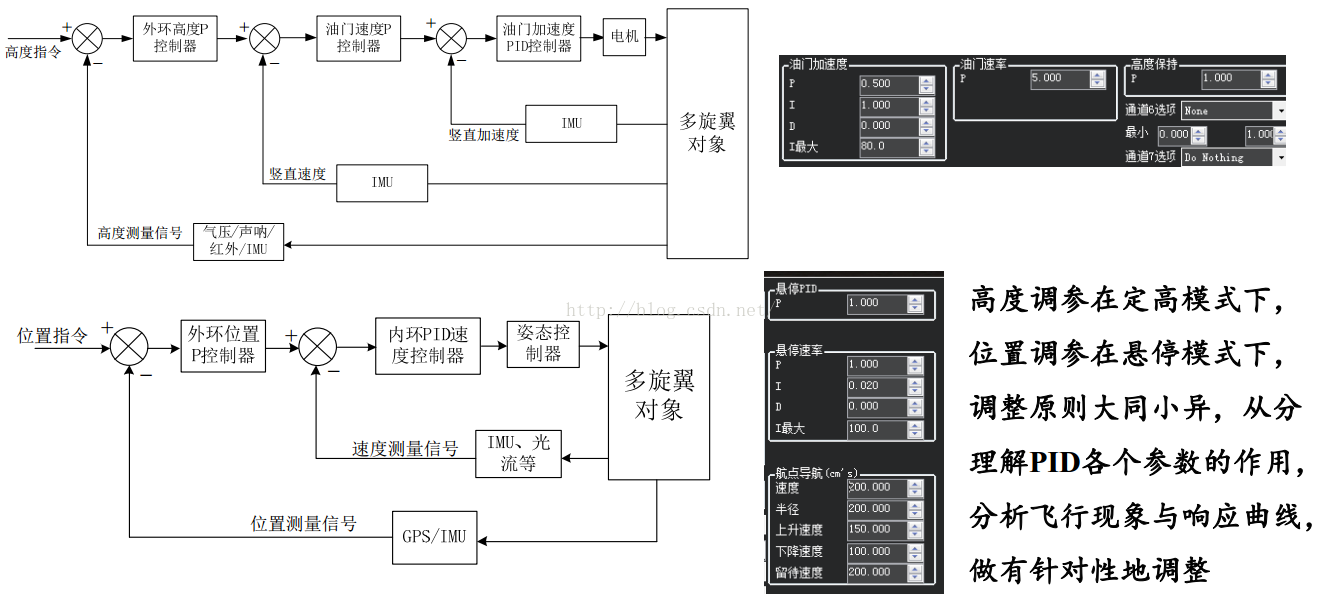 高度指令
+
−
外环高度P
控制器
+
−
油门速度P
控制器
+
−
油门加速度
PID控制器
电机
多旋翼
对象
竖直加速度
IMU
竖直速度
IMU
高度测量信号
气压/声呐/
红外/IMU
油门加速度
P 0.500
I 1.000
D 0.000
I最大 80.0
油门速率
P 5.000
高度保持
P 1.000
通道6选项 None
最小 0.000 1.000
通道7选项 Do Nothing
http://blog.csdn.net/
位置指令
+
−
外环位置
P控制器
+
−
内环PID速
度控制器
姿态控
制器
多旋翼
对象
速度测量信号
IMU、光
流等
位置测量信号
GPS/IMU
悬停PID
P 1.000
悬停速率
P 1.000
I 0.020
D 0.000
I最大 100.0
航点导航(cm's)
速度 200.000
半径 200.000
上升速度 150.000
下降速度 100.000
留待速度 200.000
高度调参在定高模式下，
位置调参在悬停模式下，
调整原则大同小异，从分
理解PID各个参数的作用，
分析飞行现象与响应曲线，
做有针对性地调整